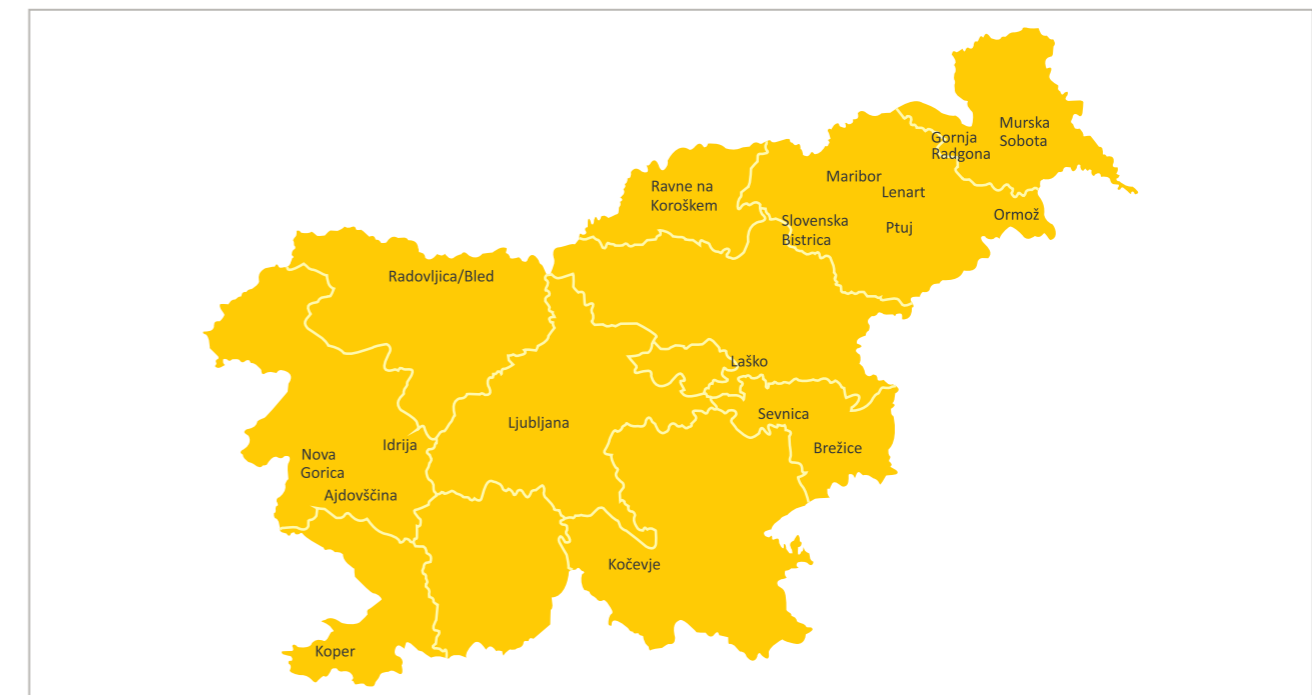 Murska
Sobota
Gornja
Radgona
Maribor
Lenart
Ravne na
Koroškem
Slovenska
Bistrica
Ptuj
Ormož
Radovljica/Bled
Laško
Ljubljana
Sevnica
Brežice
Idrija
Nova
Gorica
Ajdovščina
Kočevje
Koper